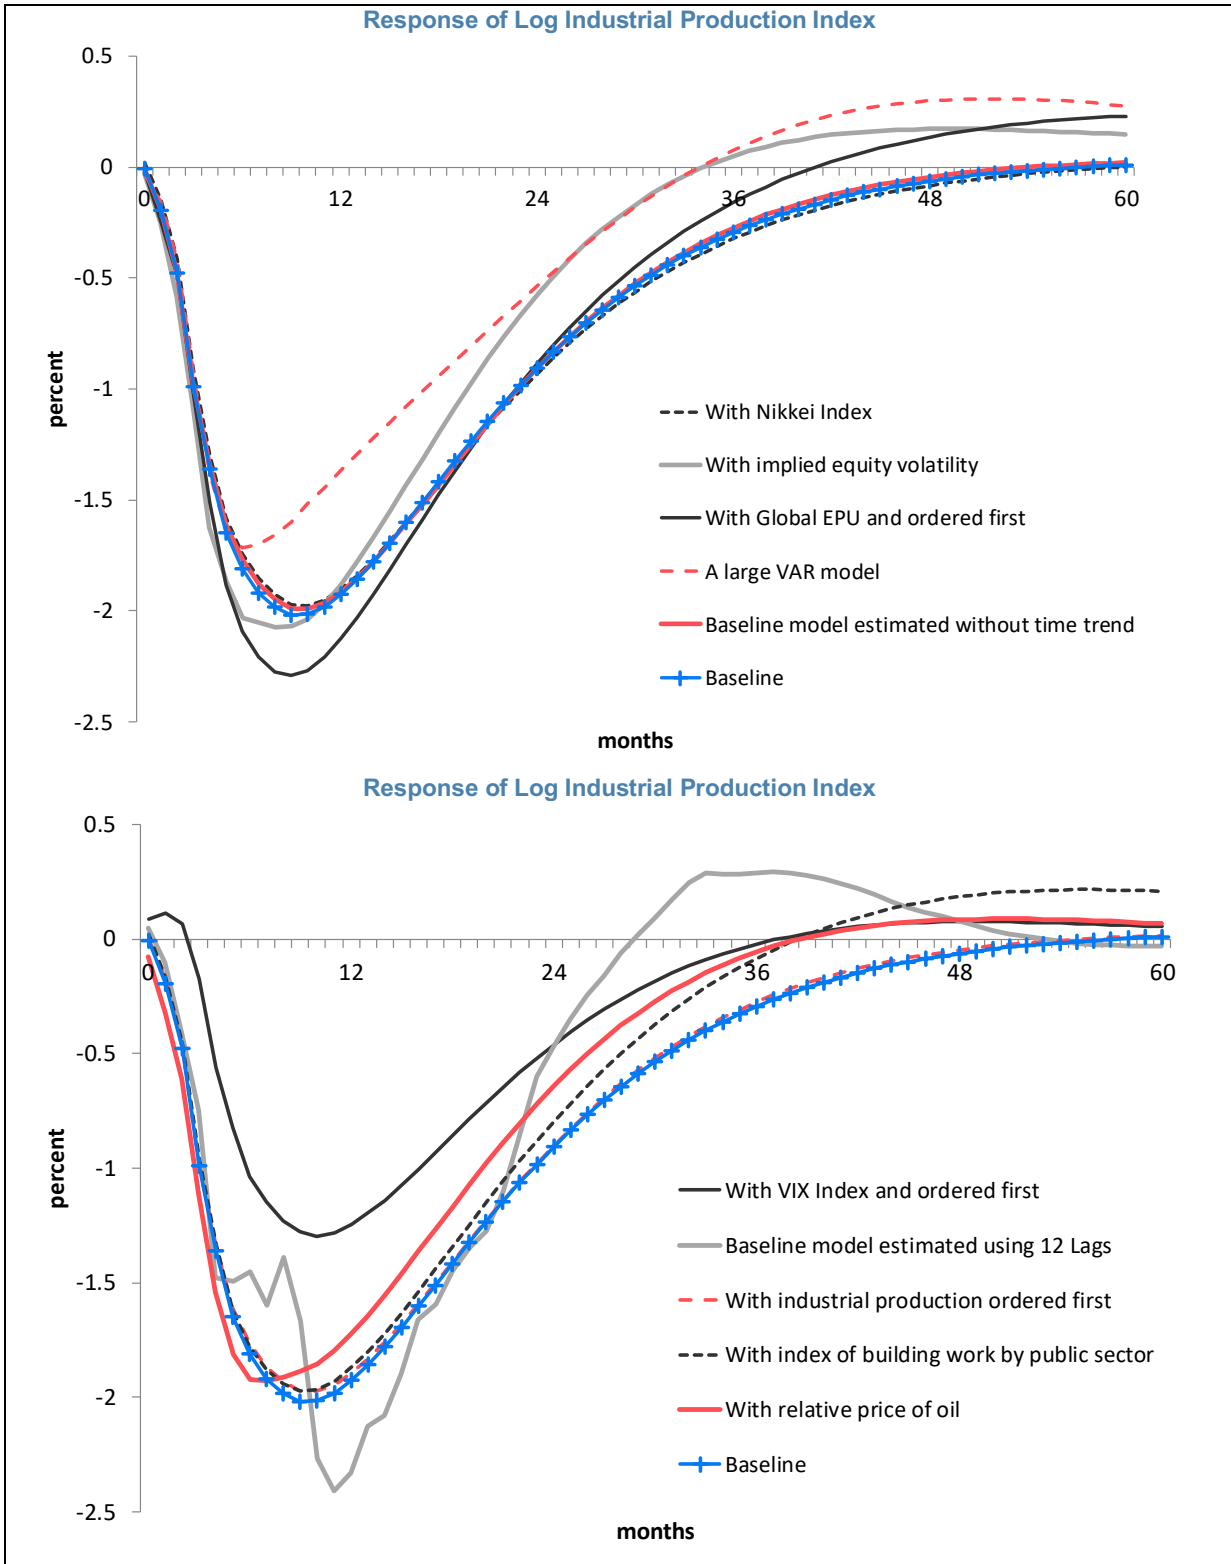 Response of Log Industrial Production Index
0.5
0
-0.5
-1
-1.5
-2
-2.5
0 12 24 36 48 60
percent
With Nikkei Index
With implied equity volatility
With Global EPU and ordered first
A large VAR model
Baseline model estimated without time trend
Baseline
months
Response of Log Industrial Production Index
0.5
0
-0.5
-1
-1.5
-2
-2.5
0 12 24 36 48 60
percent
With VIX Index and ordered first
Baseline model estimated using 12 Lags
With industrial production ordered first
With index of building work by public sector
With relative price of oil
Baseline
months